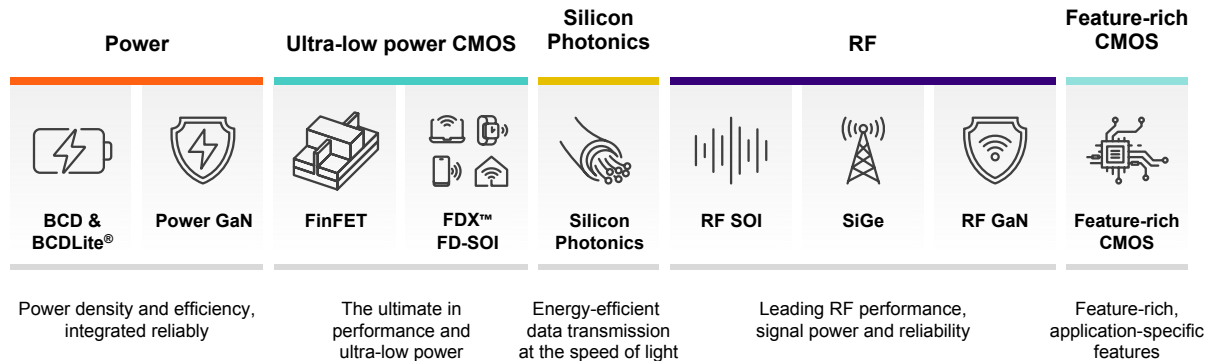 Power
Ultra-low power CMOS
Silicon
Photonics
RF
Feature-rich
CMOS
BCD &
BCDLite®
Power GaN
FinFET
FDX™
FD-SOI
Silicon
Photonics
RF SOI
SiGe
RF GaN
Feature-rich
CMOS
Power density and efficiency,
integrated reliably
The ultimate in
performance and
ultra-low power
Energy-efficient
data transmission
at the speed of light
Leading RF performance,
signal power and reliability
Feature-rich,
application-specific
features